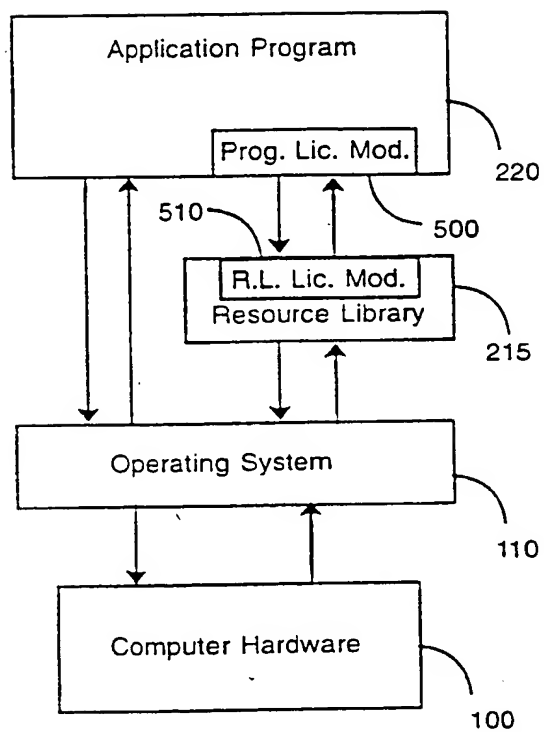 Application Program
Prog. Lic. Mod.
220
500
510
R.L. Lic. Mod.
Resource Library
215
Operating System
110
Computer Hardware
100